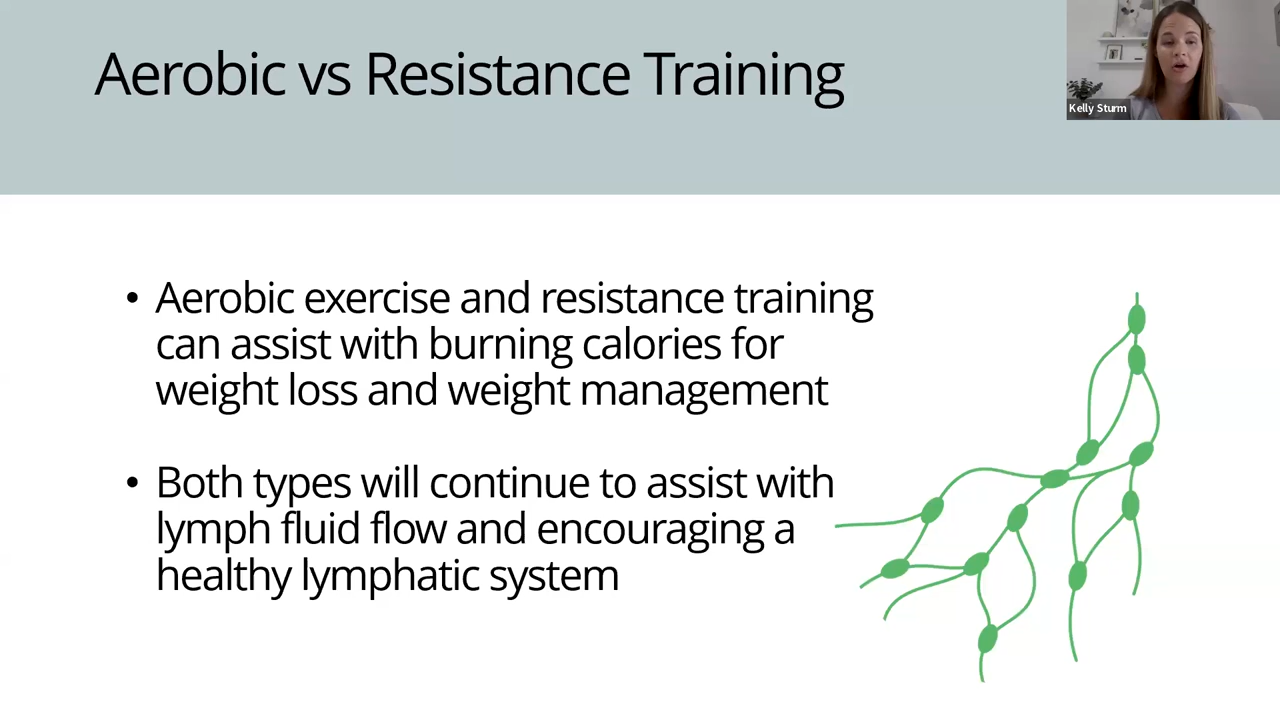 Aerobic vs Resistance Training
Kelly Sturm
• Aerobic exercise and resistance training
can assist with burning calories for
weight loss and weight management
• Both types will continue to assist with
lymph fluid flow and encouraging a
healthy lymphatic system